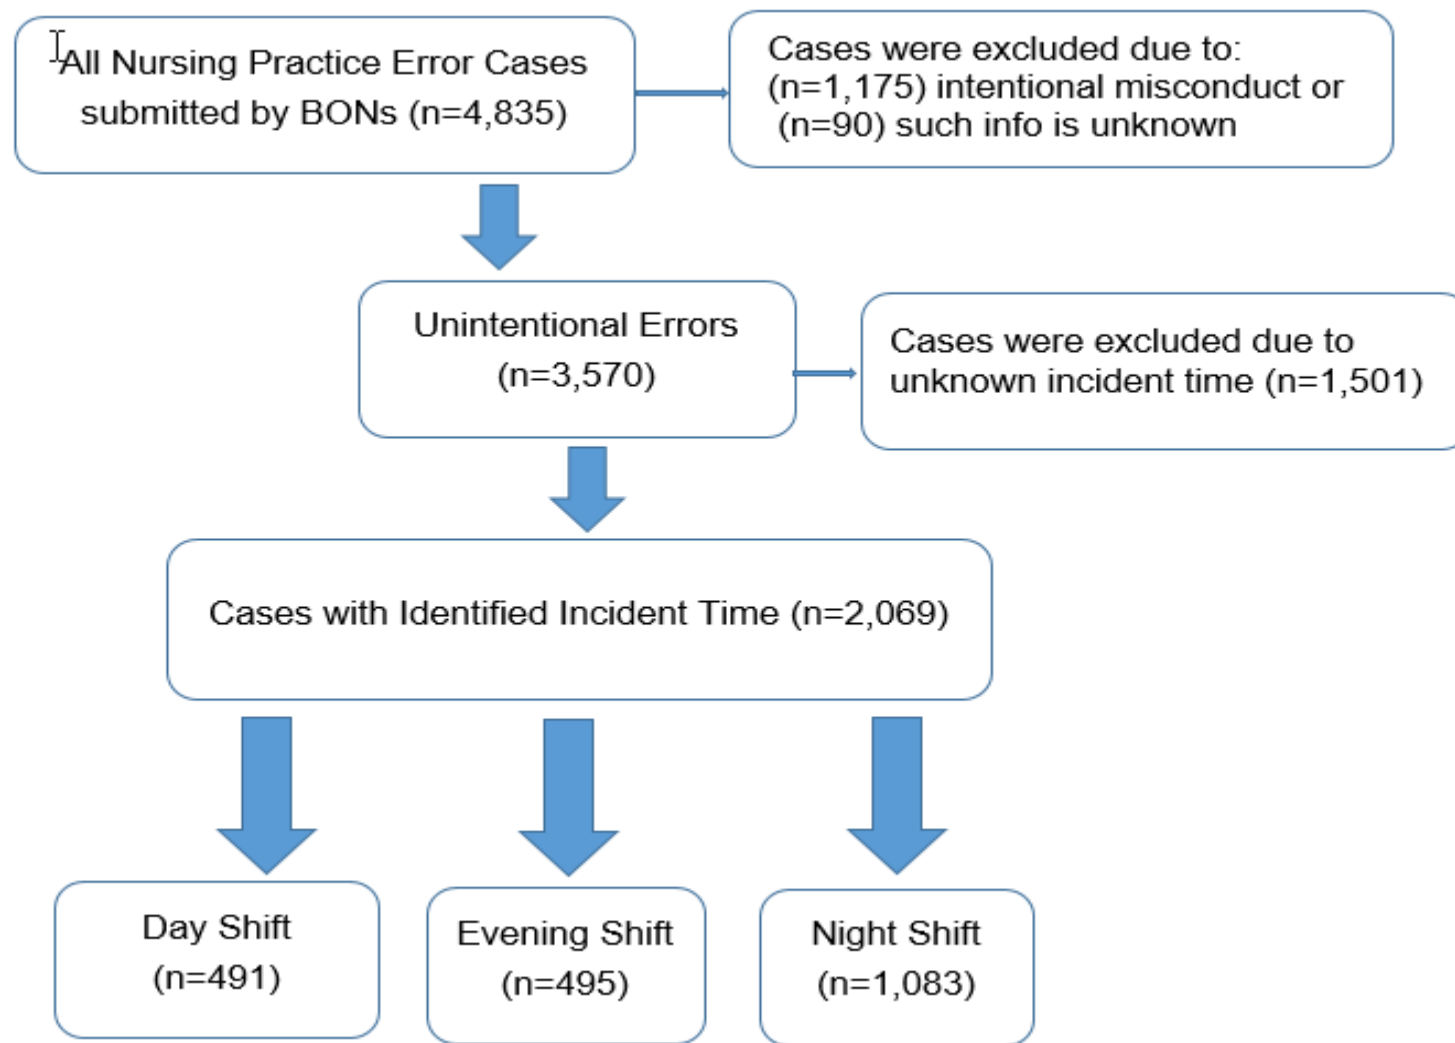 All Nursing Practice Error Cases
submitted by BONs (n=4,835)
Cases were excluded due to:
(n=1,175) intentional misconduct or
(n=90) such info is unknown
Unintentional Errors
(n=3,570)
Cases were excluded due to
unknown incident time (n=1,501)
Cases with Identified Incident Time (n=2,069)
Day Shift
(n=491)
Evening Shift
(n=495)
Night Shift
(n=1,083)